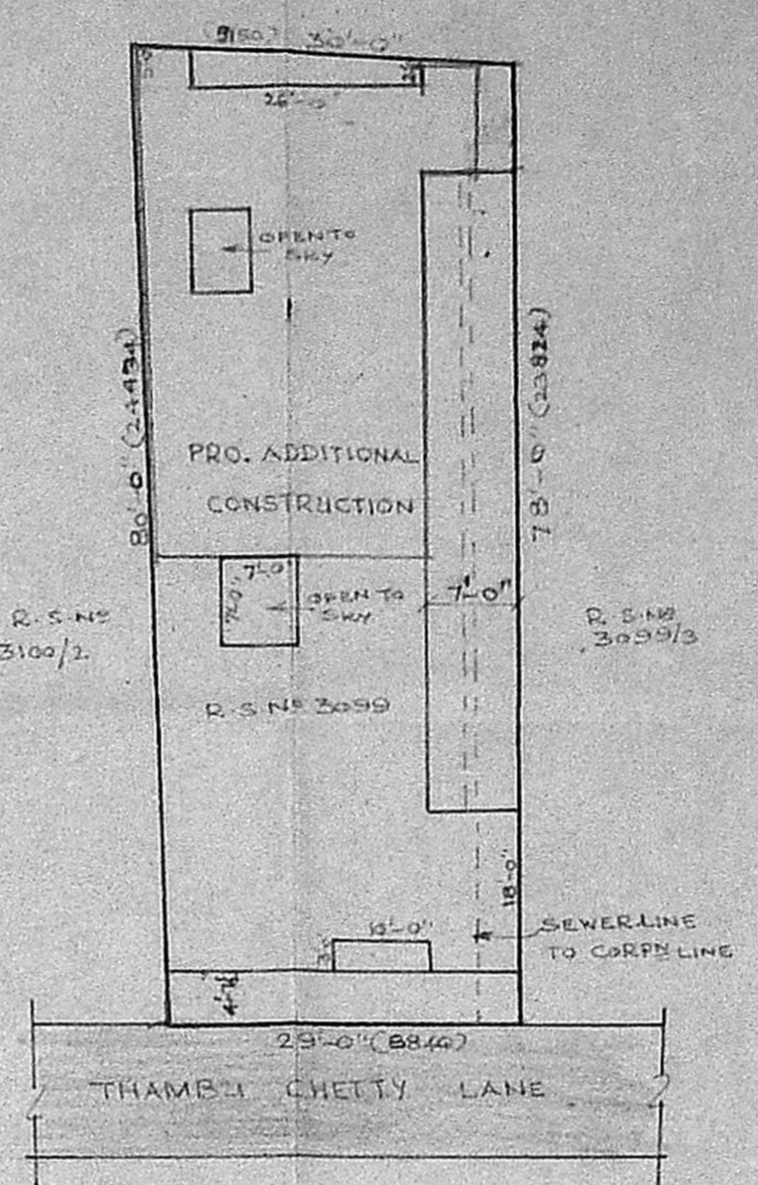 (9150) 30'-0"
26'-0"
OPEN TO
SKY
80'-0" (24434)
78'-0" (23824)
PRO. ADDITIONAL
CONSTRUCTION
7'-0"
7'-0"
OPEN TO
SKY
7'-0"
R.S.Nº
3100/2
R.S.Nº
3099/3
R.S.Nº 3099
18'-0"
10'-0"
SEWER LINE
TO CORPN LINE
29'-0" (8840)
THAMBU CHETTY LANE